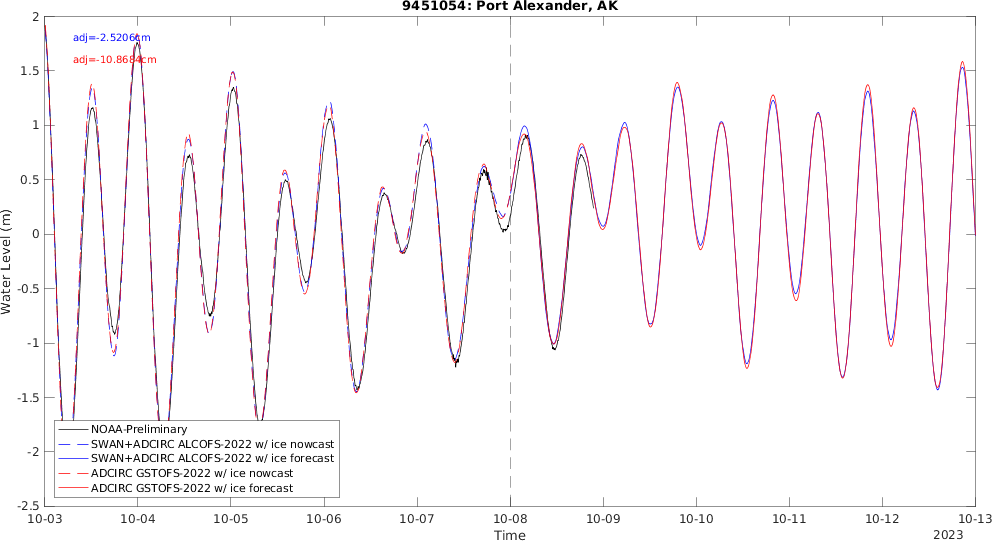 9451054: Port Alexander, AK
adj=-2.5206cm
adj=-10.8684cm
Water Level (m)
2
1.5
1
0.5
0
-0.5
-1
-1.5
-2
-2.5
NOAA-Preliminary
SWAN+ADCIRC ALCOFS-2022 w/ ice nowcast
SWAN+ADCIRC ALCOFS-2022 w/ ice forecast
ADCIRC GSTOFS-2022 w/ ice nowcast
ADCIRC GSTOFS-2022 w/ ice forecast
10-03 10-04 10-05 10-06 10-07 10-08 10-09 10-10 10-11 10-12 10-13
Time
2023